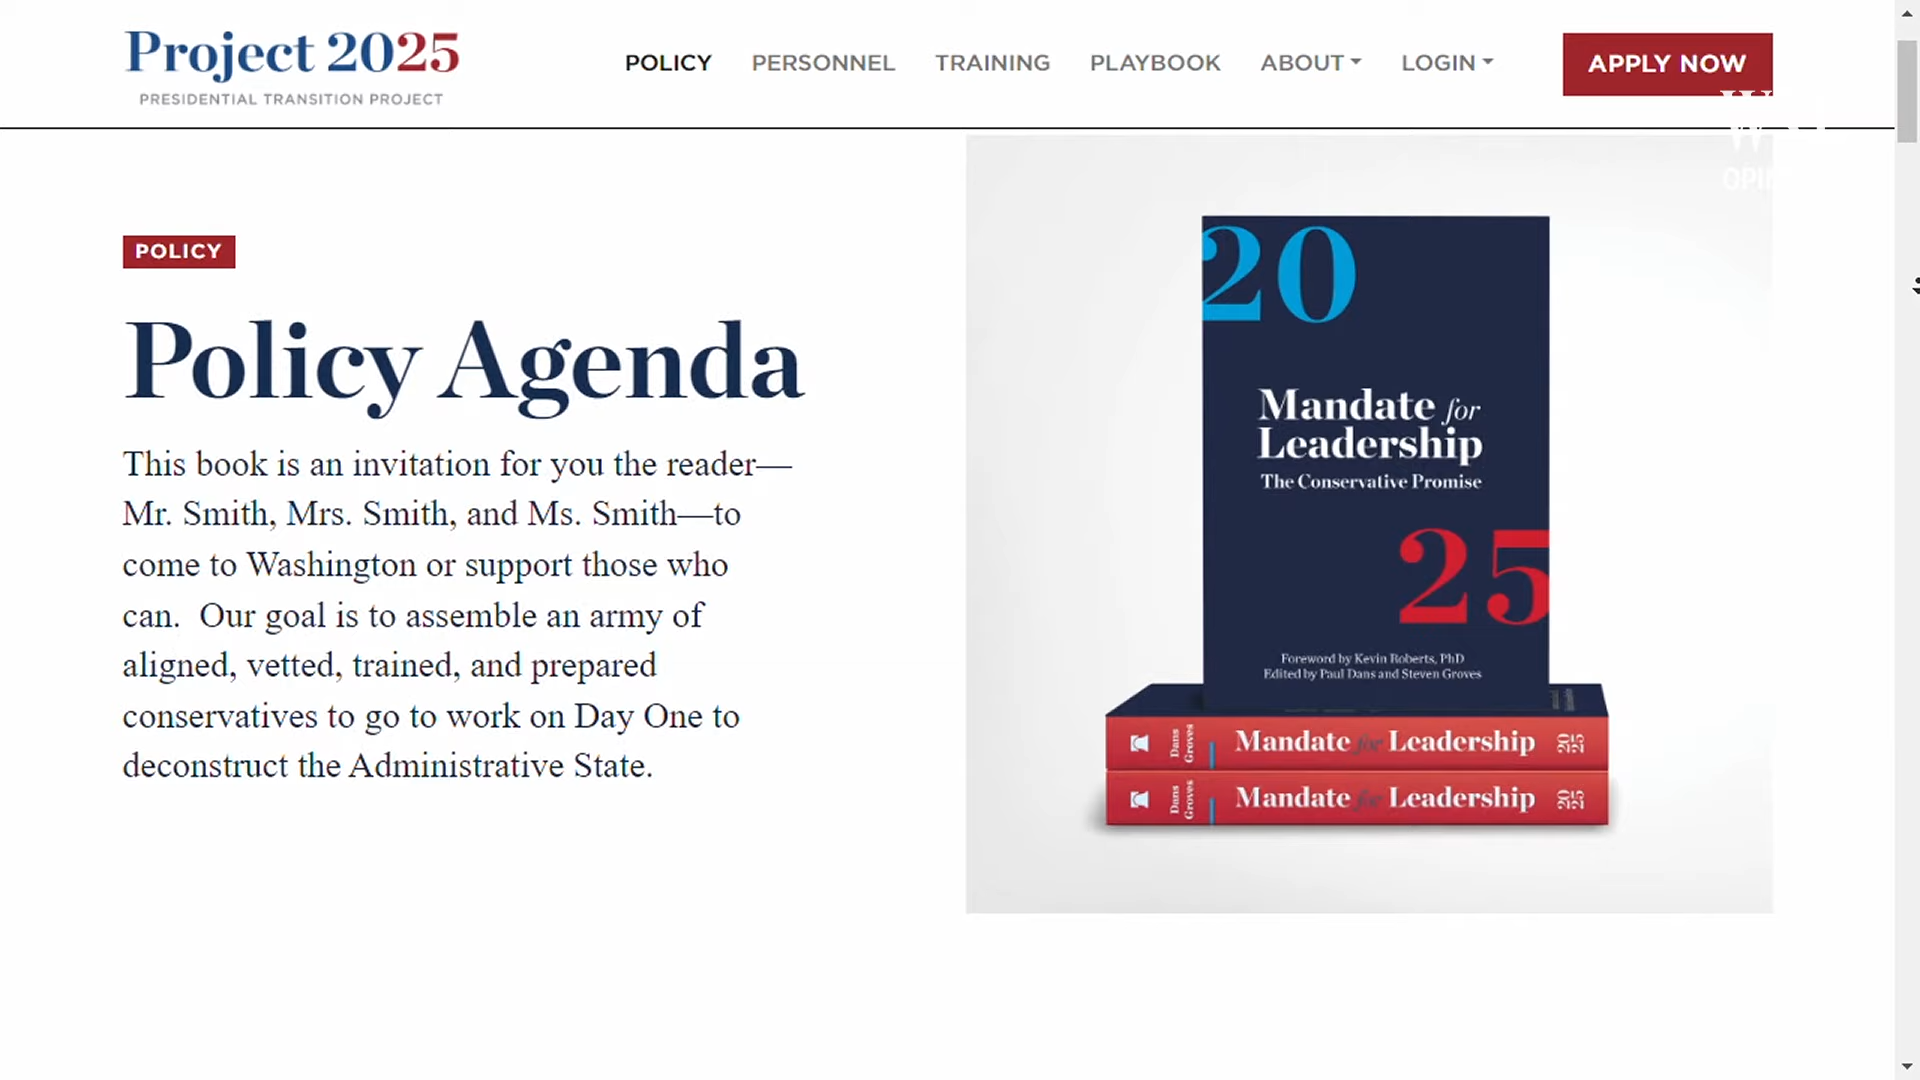 Project 2025
PRESIDENTIAL TRANSITION PROJECT
POLICY
PERSONNEL
TRAINING
PLAYBOOK
ABOUT
LOGIN
APPLY NOW
POLICY
Policy Agenda
This book is an invitation for you the reader—
Mr. Smith, Mrs. Smith, and Ms. Smith—to
come to Washington or support those who
can.  Our goal is to assemble an army of
aligned, vetted, trained, and prepared
conservatives to go to work on Day One to
deconstruct the Administrative State.
20
Mandate for
Leadership
The Conservative Promise
25
Foreword by Kevin Roberts, PhD
Edited by Paul Dans and Steven Groves
Dans
Groves
Mandate for Leadership
2025
Dans
Groves
Mandate for Leadership
2025